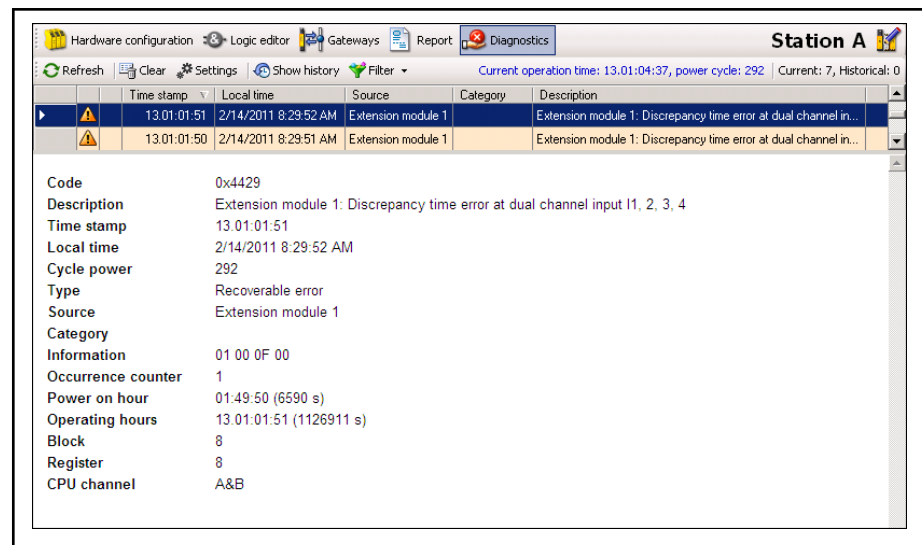 Hardware configuration Logic editor Gateways Report Diagnostics Station A
Refresh Clear Settings Show history Filter Current operation time: 13.01:04:37, power cycle: 292 Current: 7, Historical: 0
Time stamp Local time Source Category Description
13.01:01:51 2/14/2011 8:29:52 AM Extension module 1 Extension module 1: Discrepancy time error at dual channel in...
13.01:01:50 2/14/2011 8:29:51 AM Extension module 1 Extension module 1: Discrepancy time error at dual channel in...
Code 0x4429
Description Extension module 1: Discrepancy time error at dual channel input I1, 2, 3, 4
Time stamp 13.01:01:51
Local time 2/14/2011 8:29:52 AM
Cycle power 292
Type Recoverable error
Source Extension module 1
Category
Information 01 00 0F 00
Occurrence counter 1
Power on hour 01:49:50 (6590 s)
Operating hours 13.01:01:51 (1126911 s)
Block 8
Register 8
CPU channel A&B